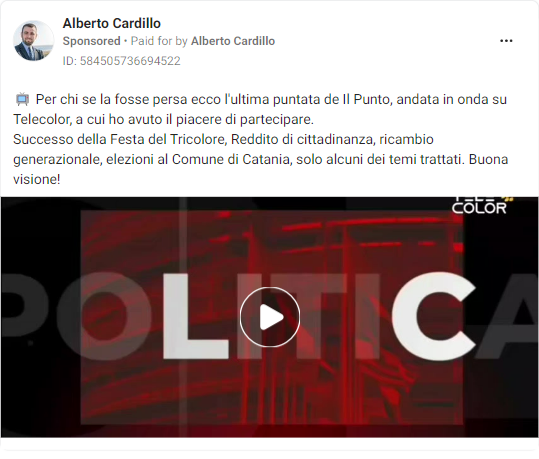 Alberto Cardillo
Sponsored • Paid for by Alberto Cardillo
ID: 584505736694522
Per chi se la fosse persa ecco l'ultima puntata de Il Punto, andata in onda su
Telecolor, a cui ho avuto il piacere di partecipare.
Successo della Festa del Tricolore, Reddito di cittadinanza, ricambio
generazionale, elezioni al Comune di Catania, solo alcuni dei temi trattati. Buona
visione!
TELE
COLOR
POLITICA